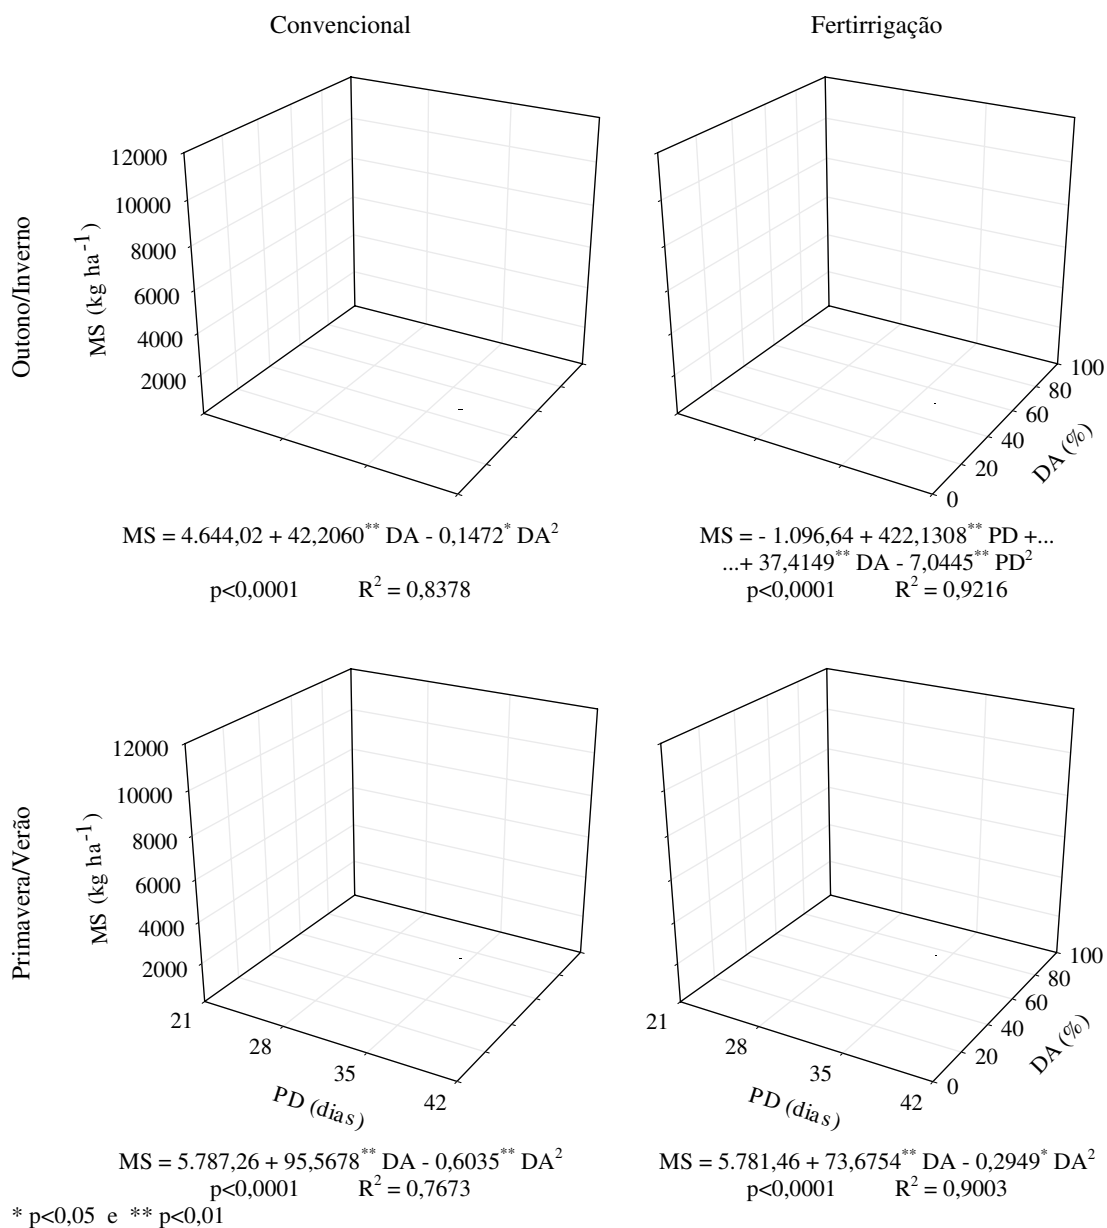 Convencional
Fertirrigação
Outono/Inverno
MS (kg ha⁻¹)
12000
10000
8000
6000
4000
2000
100
80
60
40
20
0
DA (%)
MS = 4.644,02 + 42,2060** DA - 0,1472* DA²
p<0,0001 R² = 0,8378
MS = - 1.096,64 + 422,1308** PD +...
...+ 37,4149** DA - 7,0445** PD²
p<0,0001 R² = 0,9216
Primavera/Verão
MS (kg ha⁻¹)
12000
10000
8000
6000
4000
2000
21
28
35
42
PD (dias)
21
28
35
42
PD (dias)
100
80
60
40
20
0
DA (%)
MS = 5.787,26 + 95,5678** DA - 0,6035** DA²
p<0,0001 R² = 0,7673
MS = 5.781,46 + 73,6754** DA - 0,2949* DA²
p<0,0001 R² = 0,9003
* p<0,05 e ** p<0,01